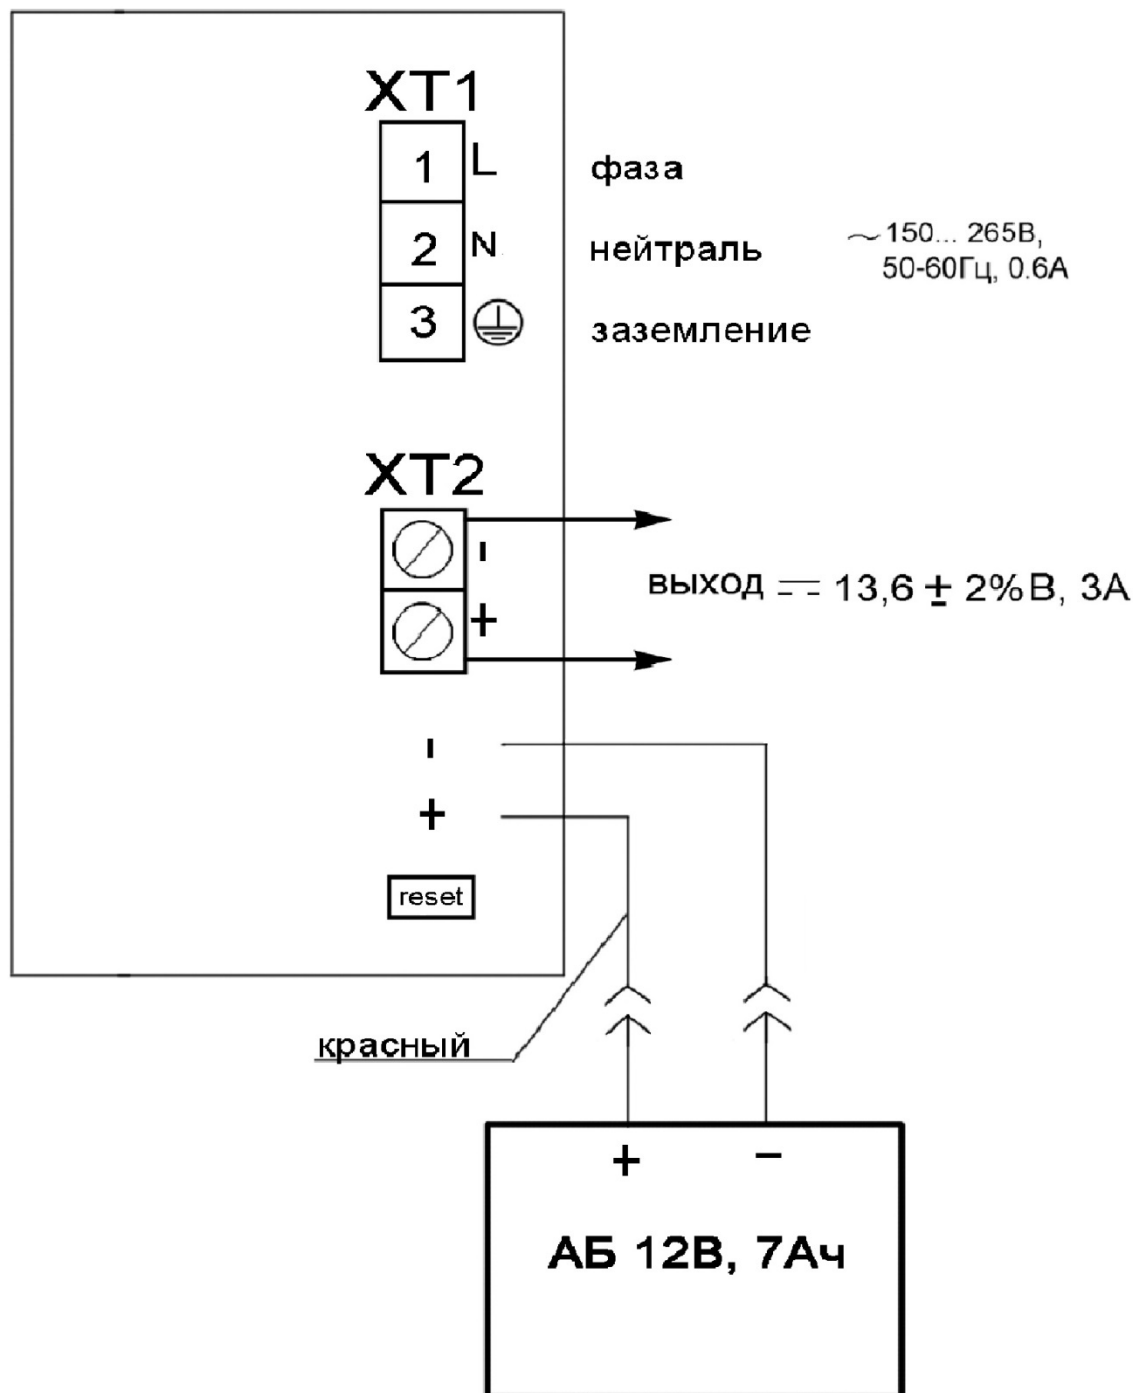 XT1
1 L фаза
2 N нейтраль ~ 150... 265В,
50-60Гц, 0.6А
3 заземление
XT2
-
выход 13,6 ± 2% В, 3А
+
-
+
reset
красный
+ −
АБ 12В, 7Ач